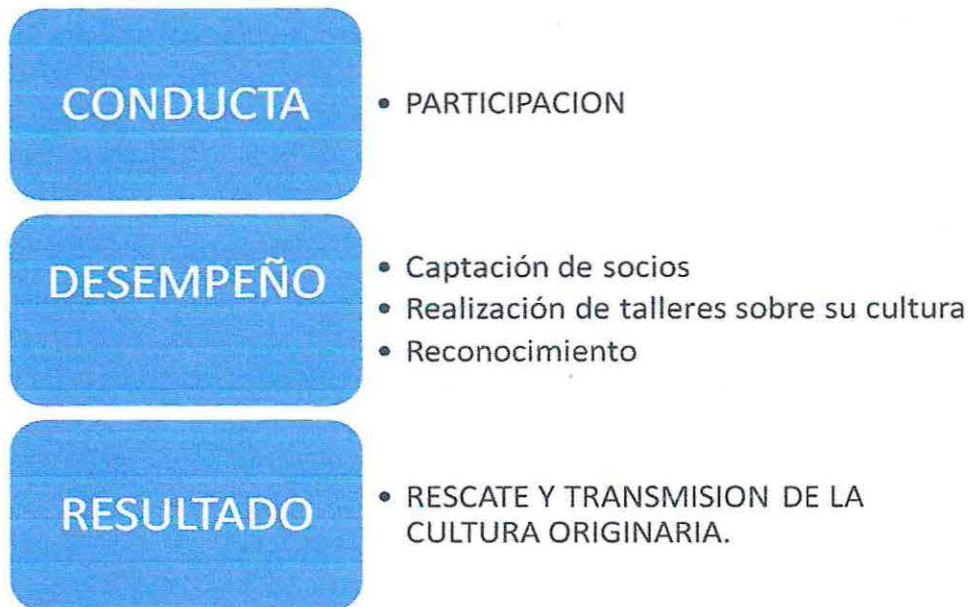 CONDUCTA
• PARTICIPACION
DESEMPEÑO
• Captación de socios
• Realización de talleres sobre su cultura
• Reconocimiento
RESULTADO
• RESCATE Y TRANSMISION DE LA
CULTURA ORIGINARIA.